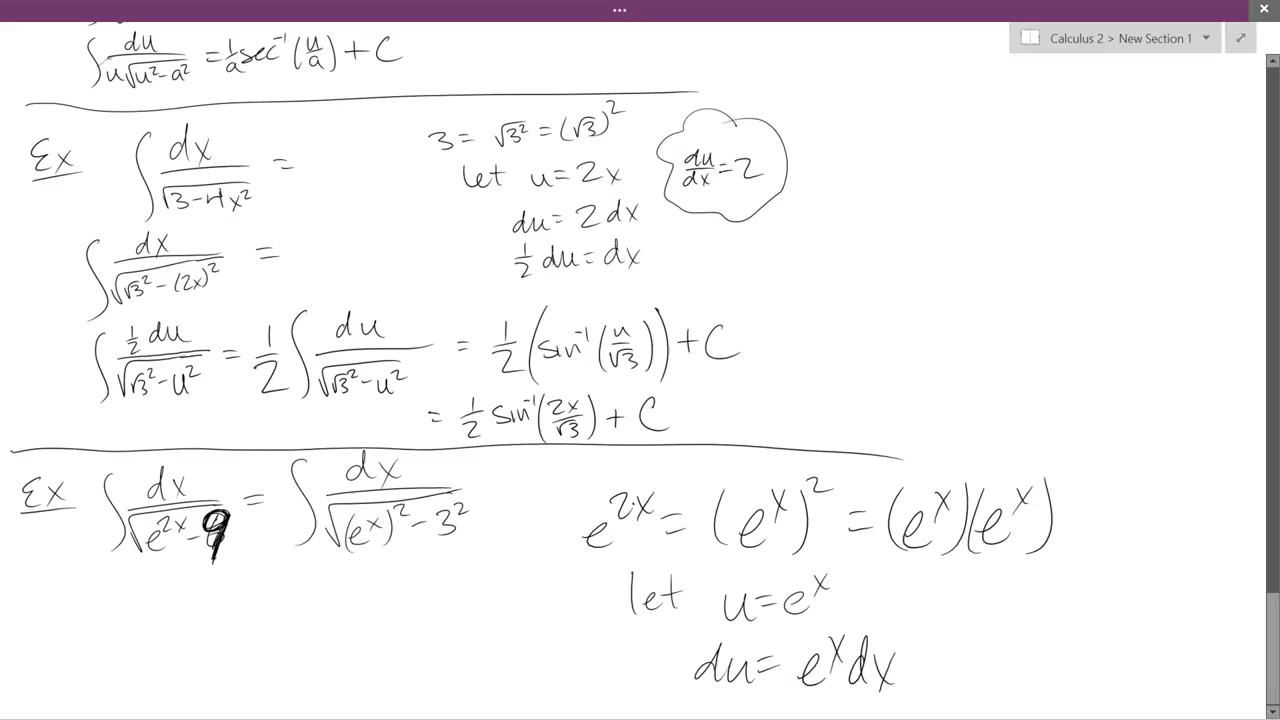 Calculus 2 > New Section 1
∫ du/(u√(u²-a²)) = 1/a sec⁻¹(u/a) + C
Ex ∫ dx/√(3-4x²) =
3 = √3² = (√3)²
let u = 2x
du/dx = 2
du = 2 dx
1/2 du = dx
∫ dx/√(√3² - (2x)²) =
∫ (1/2 du)/√(√3² - u²) = 1/2 ∫ du/√(√3² - u²) = 1/2 (sin⁻¹(u/√3)) + C
= 1/2 sin⁻¹(2x/√3) + C
Ex ∫ dx/√(e²ˣ - 9) = ∫ dx/√((eˣ)² - 3²)
e²ˣ = (eˣ)² = (eˣ)(eˣ)
let u = eˣ
du = eˣ dx